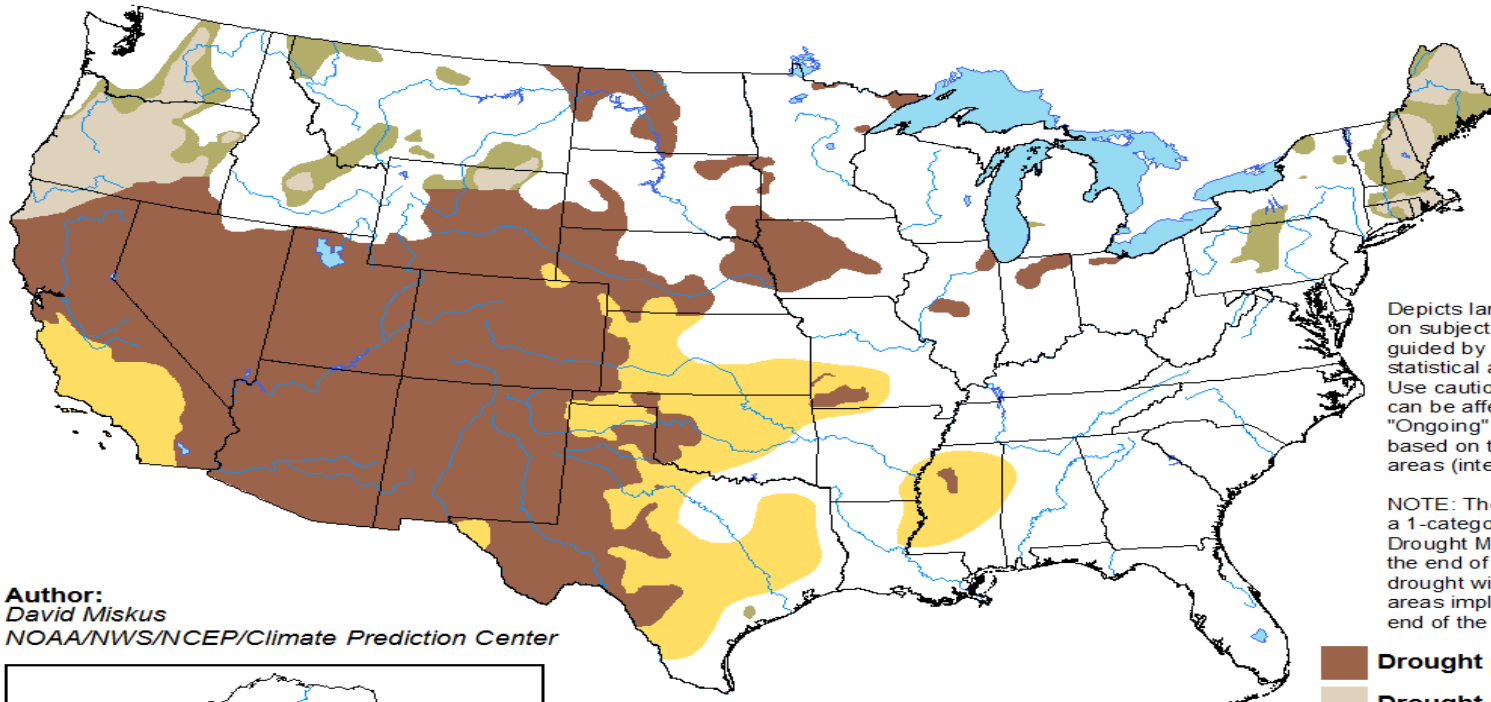 Depicts lar
on subject
guided by
statistical a
Use cautio
can be affe
"Ongoing"
based on t
areas (inte
NOTE: The
a 1-catego
Drought M
the end of
drought wi
areas impl
end of the
Author:
David Miskus
NOAA/NWS/NCEP/Climate Prediction Center
Drought
Drought